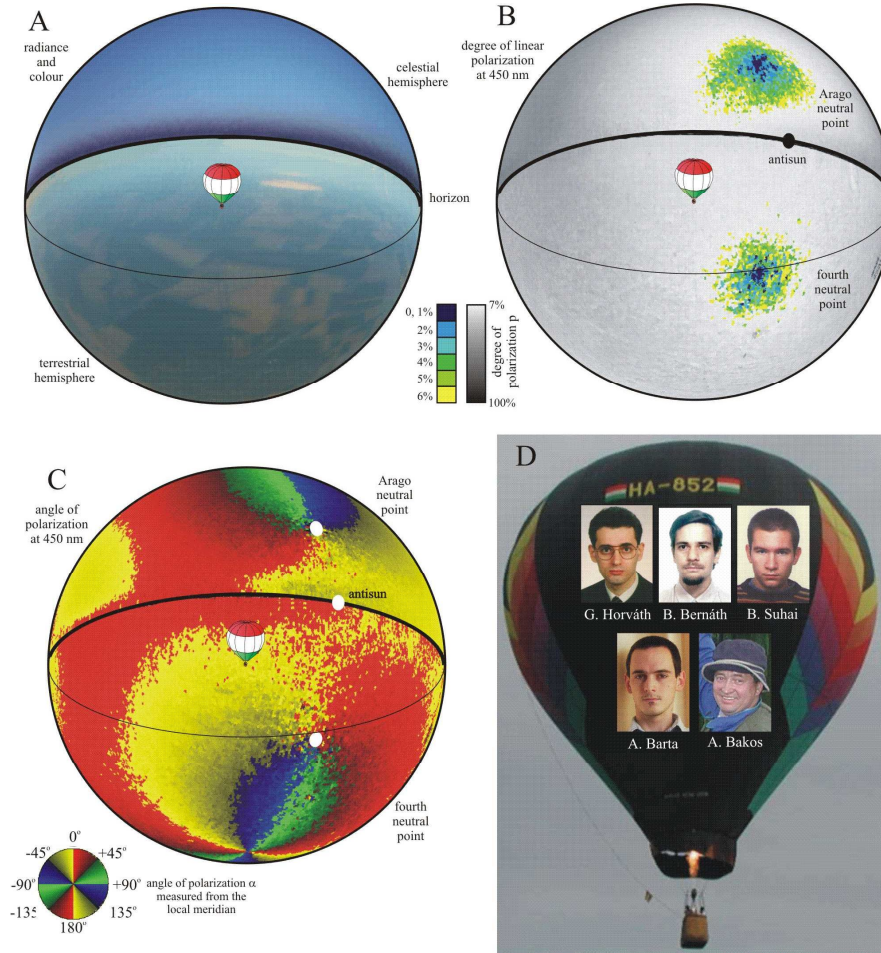 A
radiance
and
colour
celestial
hemisphere
horizon
terrestrial
hemisphere
B
degree of linear
polarization
at 450 nm
Arago
neutral
point
antisun
fourth
neutral
point
0, 1%
2%
3%
4%
5%
6%
7%
degree of
polarization p
100%
C
angle of
polarization
at 450 nm
Arago
neutral
point
antisun
fourth
neutral
point
0°
-45°
+45°
-90°
+90°
-135
135°
180°
angle of polarization α
measured from the
local meridian
D
HA-852
G. Horváth
B. Bernáth
B. Suhai
A. Barta
A. Bakos